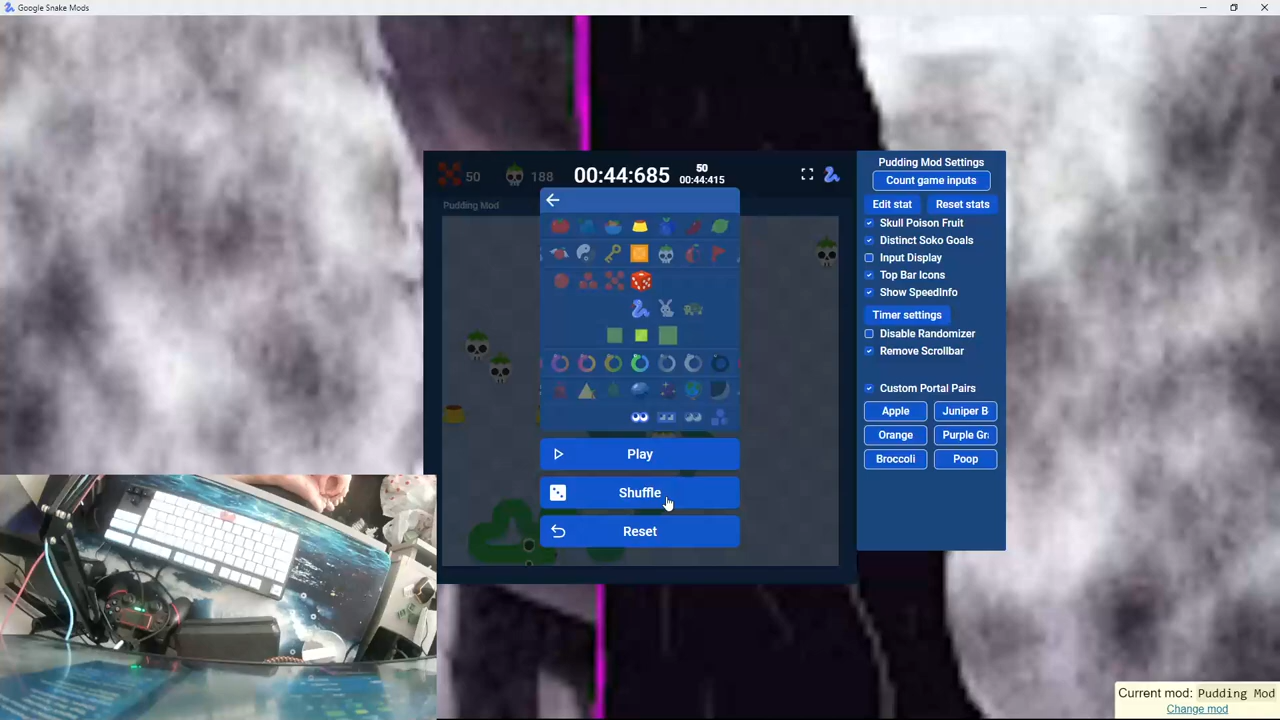 Google Snake Mods
50
188
00:44:685
50
00:44:415
Pudding Mod
Play
Shuffle
Reset
Pudding Mod Settings
Count game inputs
Edit stat
Reset stats
Skull Poison Fruit
Distinct Soko Goals
Input Display
Top Bar Icons
Show SpeedInfo
Timer settings
Disable Randomizer
Remove Scrollbar
Custom Portal Pairs
Apple
Juniper B
Orange
Purple Gr
Broccoli
Poop
Current mod: Pudding Mod
Change mod